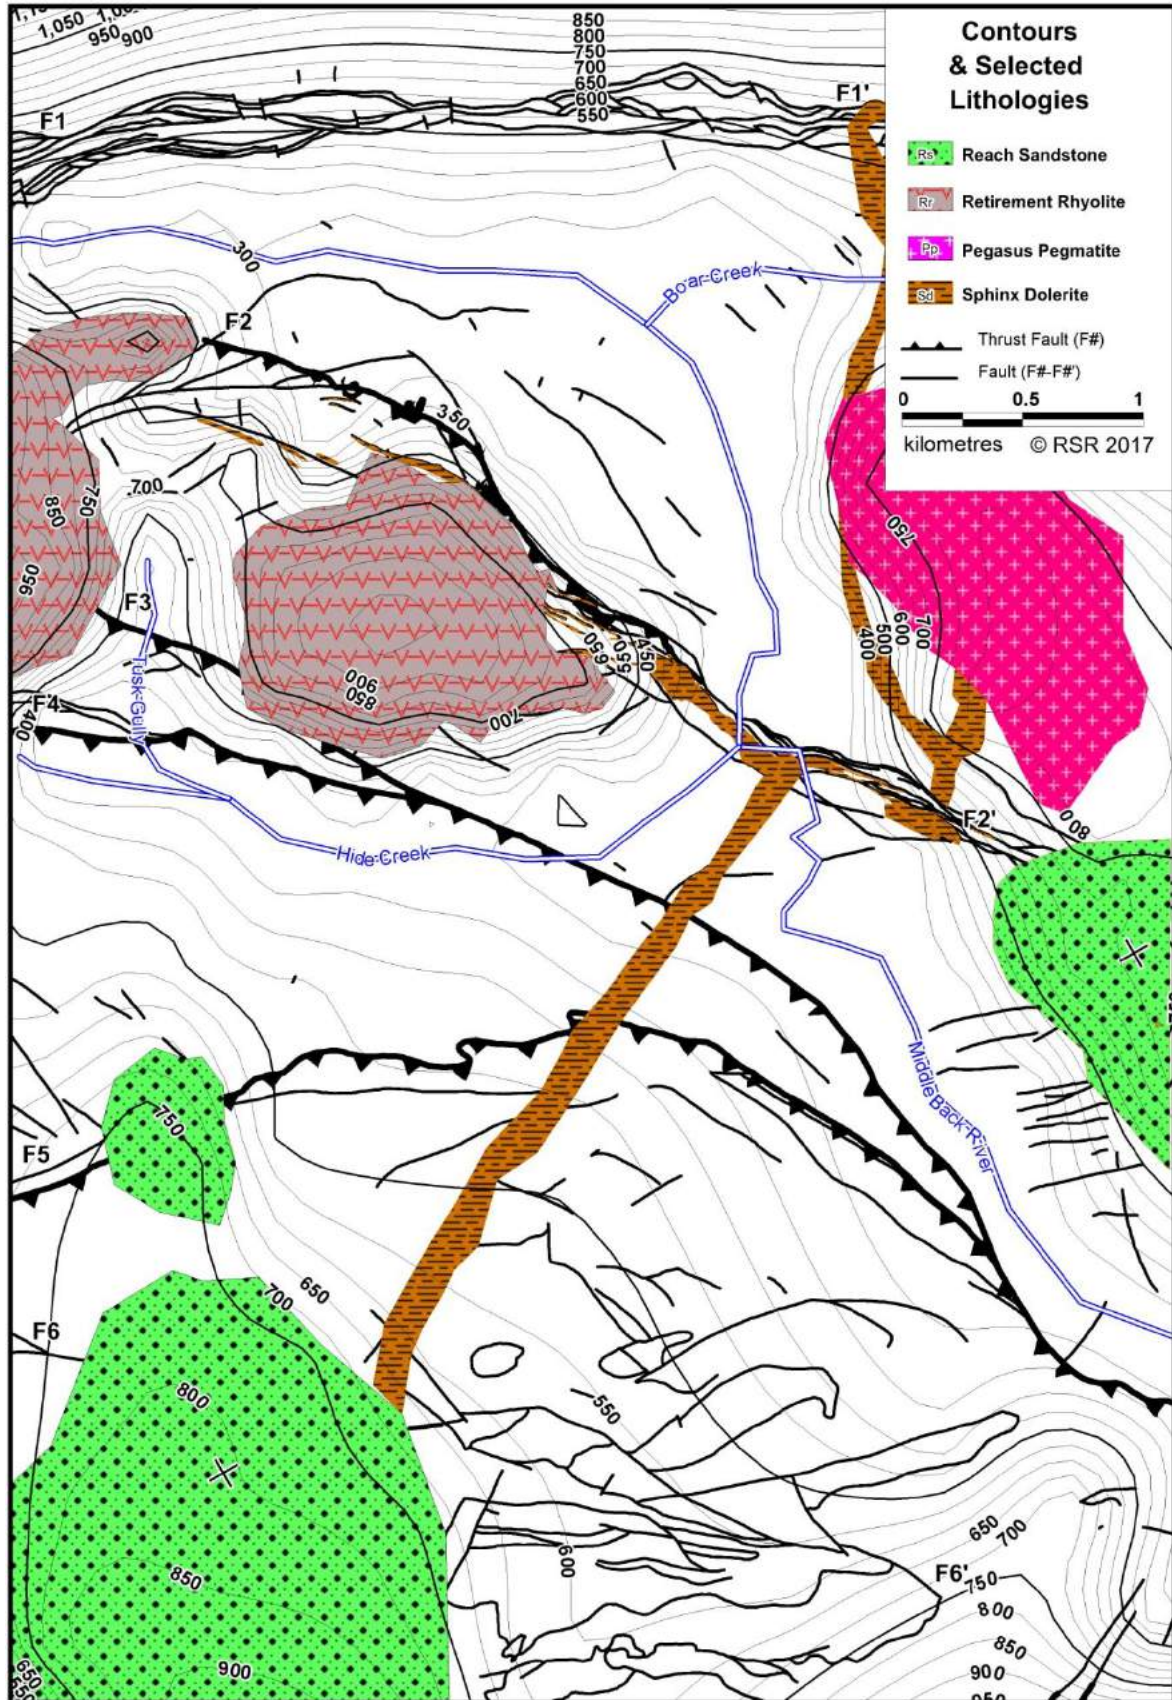 Contours
& Selected
Lithologies
Rs Reach Sandstone
Rr Retirement Rhyolite
Pp Pegasus Pegmatite
Sd Sphinx Dolerite
Thrust Fault (F#)
Fault (F#-F#')
0 0.5 1
kilometres © RSR 2017
1,050
950
900
850
800
750
700
650
600
550
F1
F1'
300
Boar Creek
F2
350
700
750
850
950
750
F3
Tusk Gully
F4
400
650
550
450
400
500
600
700
900
850
700
F2'
800
Hide Creek
Middle Back River
750
F5
700
650
F6
800
550
850
900
650
600
650
700
F6'
750
800
850
900
950